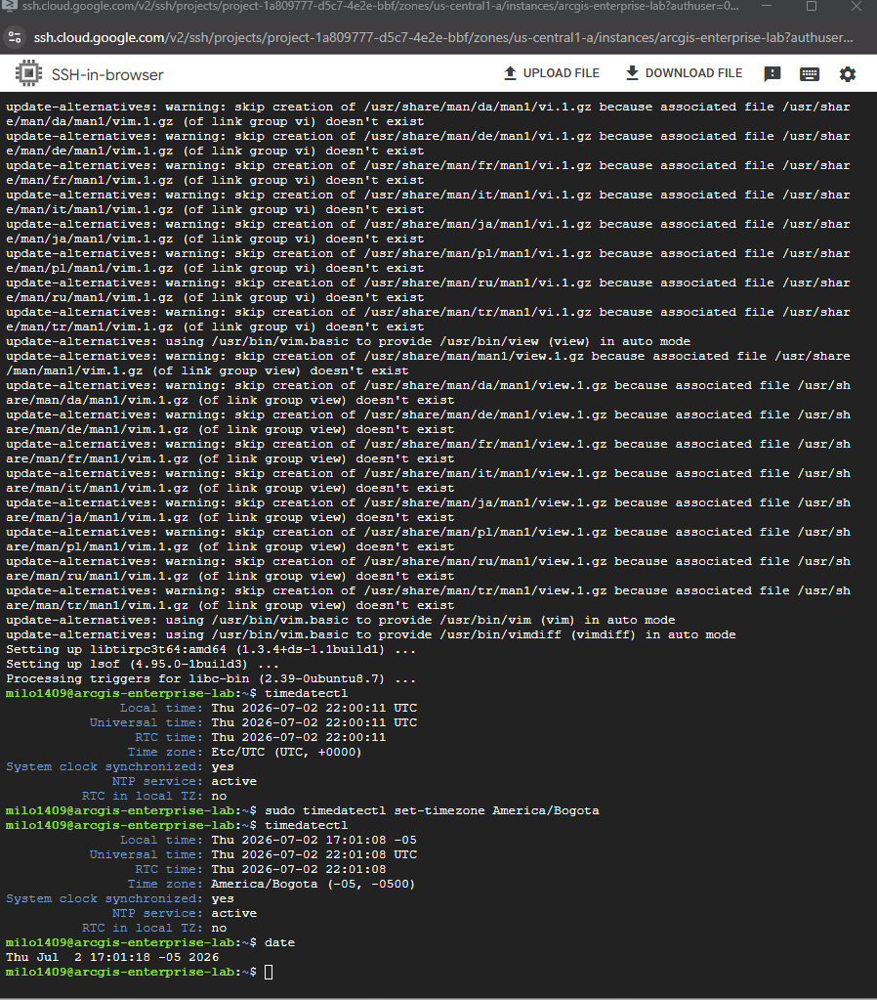 ssh.cloud.google.com/v2/ssh/projects/project-1a809777-d5c7-4e2e-bbf/zones/us-central1-a/instances/arcgis-enterprise-lab?authuser=0...
ssh.cloud.google.com/v2/ssh/projects/project-1a809777-d5c7-4e2e-bbf/zones/us-central1-a/instances/arcgis-enterprise-lab?authuser...
SSH-in-browser
UPLOAD FILE
DOWNLOAD FILE
update-alternatives: warning: skip creation of /usr/share/man/da/man1/vi.1.gz because associated file /usr/shar
e/man/da/man1/vim.1.gz (of link group vi) doesn't exist
update-alternatives: warning: skip creation of /usr/share/man/de/man1/vi.1.gz because associated file /usr/shar
e/man/de/man1/vim.1.gz (of link group vi) doesn't exist
update-alternatives: warning: skip creation of /usr/share/man/fr/man1/vi.1.gz because associated file /usr/shar
e/man/fr/man1/vim.1.gz (of link group vi) doesn't exist
update-alternatives: warning: skip creation of /usr/share/man/it/man1/vi.1.gz because associated file /usr/shar
e/man/it/man1/vim.1.gz (of link group vi) doesn't exist
update-alternatives: warning: skip creation of /usr/share/man/ja/man1/vi.1.gz because associated file /usr/shar
e/man/ja/man1/vim.1.gz (of link group vi) doesn't exist
update-alternatives: warning: skip creation of /usr/share/man/pl/man1/vi.1.gz because associated file /usr/shar
e/man/pl/man1/vim.1.gz (of link group vi) doesn't exist
update-alternatives: warning: skip creation of /usr/share/man/ru/man1/vi.1.gz because associated file /usr/shar
e/man/ru/man1/vim.1.gz (of link group vi) doesn't exist
update-alternatives: warning: skip creation of /usr/share/man/tr/man1/vi.1.gz because associated file /usr/shar
e/man/tr/man1/vim.1.gz (of link group vi) doesn't exist
update-alternatives: using /usr/bin/vim.basic to provide /usr/bin/view (view) in auto mode
update-alternatives: warning: skip creation of /usr/share/man/man1/view.1.gz because associated file /usr/share
/man/man1/vim.1.gz (of link group view) doesn't exist
update-alternatives: warning: skip creation of /usr/share/man/da/man1/view.1.gz because associated file /usr/sh
are/man/da/man1/vim.1.gz (of link group view) doesn't exist
update-alternatives: warning: skip creation of /usr/share/man/de/man1/view.1.gz because associated file /usr/sh
are/man/de/man1/vim.1.gz (of link group view) doesn't exist
update-alternatives: warning: skip creation of /usr/share/man/fr/man1/view.1.gz because associated file /usr/sh
are/man/fr/man1/vim.1.gz (of link group view) doesn't exist
update-alternatives: warning: skip creation of /usr/share/man/it/man1/view.1.gz because associated file /usr/sh
are/man/it/man1/vim.1.gz (of link group view) doesn't exist
update-alternatives: warning: skip creation of /usr/share/man/ja/man1/view.1.gz because associated file /usr/sh
are/man/ja/man1/vim.1.gz (of link group view) doesn't exist
update-alternatives: warning: skip creation of /usr/share/man/pl/man1/view.1.gz because associated file /usr/sh
are/man/pl/man1/vim.1.gz (of link group view) doesn't exist
update-alternatives: warning: skip creation of /usr/share/man/ru/man1/view.1.gz because associated file /usr/sh
are/man/ru/man1/vim.1.gz (of link group view) doesn't exist
update-alternatives: warning: skip creation of /usr/share/man/tr/man1/view.1.gz because associated file /usr/sh
are/man/tr/man1/vim.1.gz (of link group view) doesn't exist
update-alternatives: using /usr/bin/vim.basic to provide /usr/bin/vim (vim) in auto mode
update-alternatives: using /usr/bin/vim.basic to provide /usr/bin/vimdiff (vimdiff) in auto mode
Setting up libtirpc3t64:amd64 (1.3.4+ds-1.1build1) ...
Setting up lsof (4.95.0-1build3) ...
Processing triggers for libc-bin (2.39-0ubuntu8.7) ...
milo1409@arcgis-enterprise-lab:~$ timedatectl
Local time: Thu 2026-07-02 22:00:11 UTC
Universal time: Thu 2026-07-02 22:00:11 UTC
RTC time: Thu 2026-07-02 22:00:11
Time zone: Etc/UTC (UTC, +0000)
System clock synchronized: yes
NTP service: active
RTC in local TZ: no
milo1409@arcgis-enterprise-lab:~$ sudo timedatectl set-timezone America/Bogota
milo1409@arcgis-enterprise-lab:~$ timedatectl
Local time: Thu 2026-07-02 17:01:08 -05
Universal time: Thu 2026-07-02 22:01:08 UTC
RTC time: Thu 2026-07-02 22:01:08
Time zone: America/Bogota (-05, -0500)
System clock synchronized: yes
NTP service: active
RTC in local TZ: no
milo1409@arcgis-enterprise-lab:~$ date
Thu Jul  2 17:01:18 -05 2026
milo1409@arcgis-enterprise-lab:~$